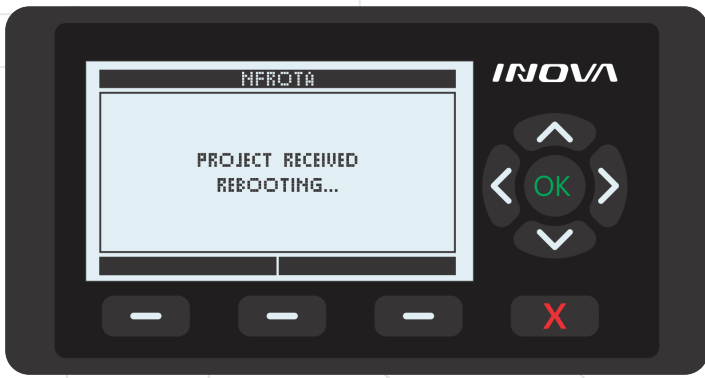 NFROTA
INOVA
PROJECT RECEIVED
REBOOTING...
OK
X